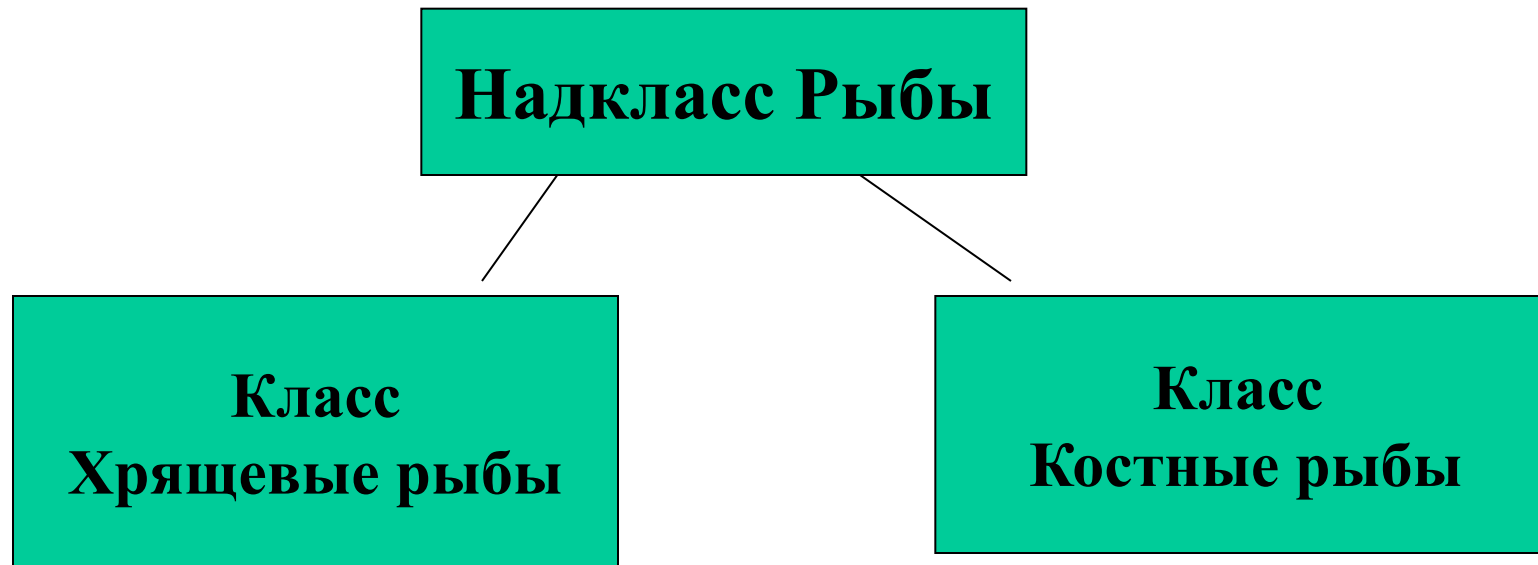 Надкласс Рыбы
Класс
Хрящевые рыбы
Класс
Костные рыбы